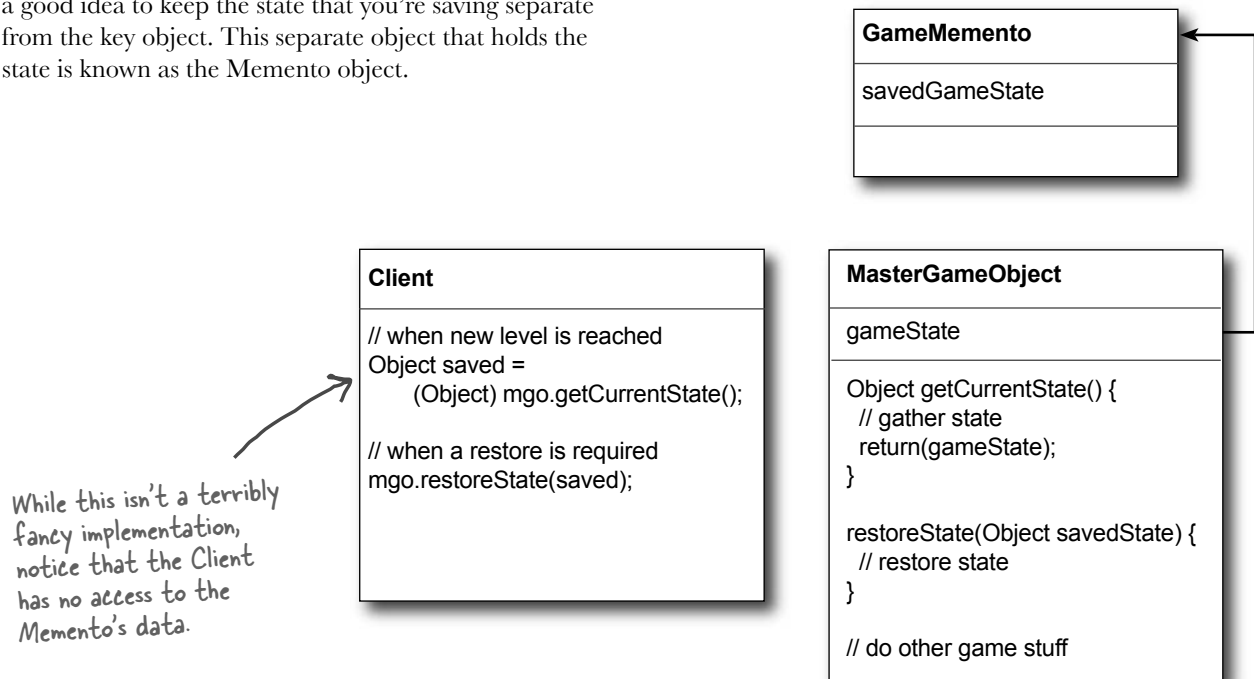 a good idea to keep the state that you're saving separate
from the key object. This separate object that holds the
state is known as the Memento object.
GameMemento
savedGameState
Client
// when new level is reached
Object saved =
(Object) mgo.getCurrentState();
// when a restore is required
mgo.restoreState(saved);
While this isn't a terribly
fancy implementation,
notice that the Client
has no access to the
Memento's data.
MasterGameObject
gameState
Object getCurrentState() {
// gather state
return(gameState);
}
restoreState(Object savedState) {
// restore state
}
// do other game stuff